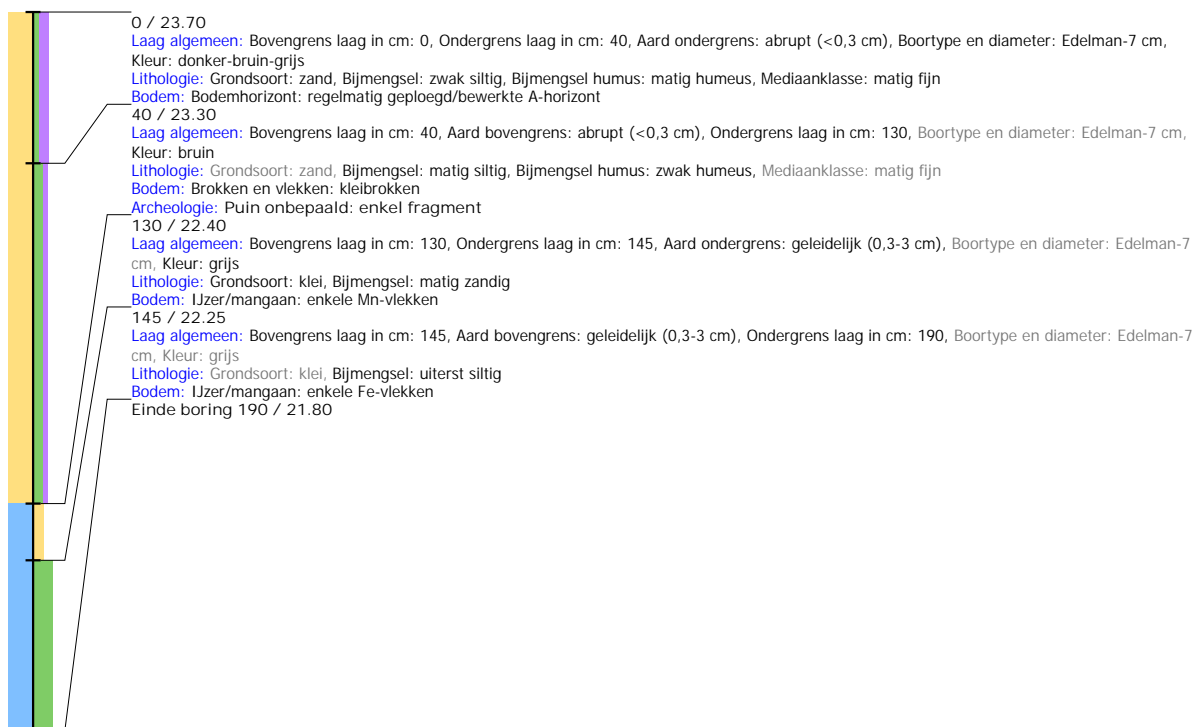 0 / 23.70
Laag algemeen: Bovengrens laag in cm: 0, Ondergrens laag in cm: 40, Aard ondergrens: abrupt (<0,3 cm), Boortype en diameter: Edelman-7 cm,
Kleur: donker-bruin-grijs
Lithologie: Grondsoort: zand, Bijmengsel: zwak siltig, Bijmengsel humus: matig humeus, Mediaanklasse: matig fijn
Bodem: Bodemhorizont: regelmatig geploegd/bewerkte A-horizont
40 / 23.30
Laag algemeen: Bovengrens laag in cm: 40, Aard bovengrens: abrupt (<0,3 cm), Ondergrens laag in cm: 130, Boortype en diameter: Edelman-7 cm,
Kleur: bruin
Lithologie: Grondsoort: zand, Bijmengsel: matig siltig, Bijmengsel humus: zwak humeus, Mediaanklasse: matig fijn
Bodem: Brokken en vlekken: kleibrokken
Archeologie: Puin onbepaald: enkel fragment
130 / 22.40
Laag algemeen: Bovengrens laag in cm: 130, Ondergrens laag in cm: 145, Aard ondergrens: geleidelijk (0,3-3 cm), Boortype en diameter: Edelman-7
cm, Kleur: grijs
Lithologie: Grondsoort: klei, Bijmengsel: matig zandig
Bodem: IJzer/mangaan: enkele Mn-vlekken
145 / 22.25
Laag algemeen: Bovengrens laag in cm: 145, Aard bovengrens: geleidelijk (0,3-3 cm), Ondergrens laag in cm: 190, Boortype en diameter: Edelman-7
cm, Kleur: grijs
Lithologie: Grondsoort: klei, Bijmengsel: uiterst siltig
Bodem: IJzer/mangaan: enkele Fe-vlekken
Einde boring 190 / 21.80